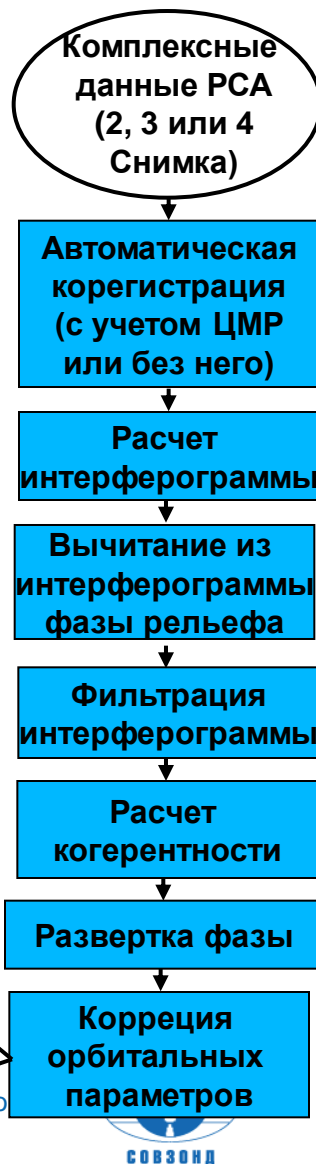 Комплексные
данные РСА
(2, 3 или 4
Снимка)
Автоматическая
корегистрация
(с учетом ЦМР
или без него)
Расчет
интерферограммы
Вычитание из
интерферограммы
фазы рельефа
Фильтрация
интерферограммы
Расчет
когерентности
Развертка фазы
Корреция
орбитальных
параметров
СОВЗОНД